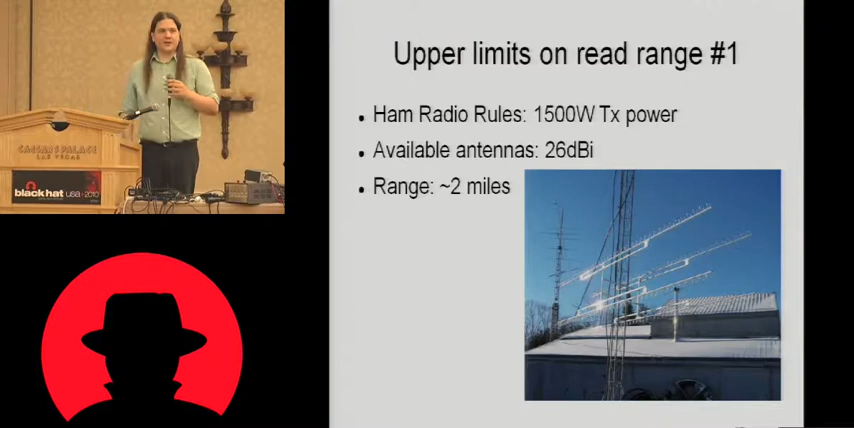 CAESARS PALACE
LAS VEGAS
black hat usa · 2010
Upper limits on read range #1
• Ham Radio Rules: 1500W Tx power
• Available antennas: 26dBi
• Range: ~2 miles